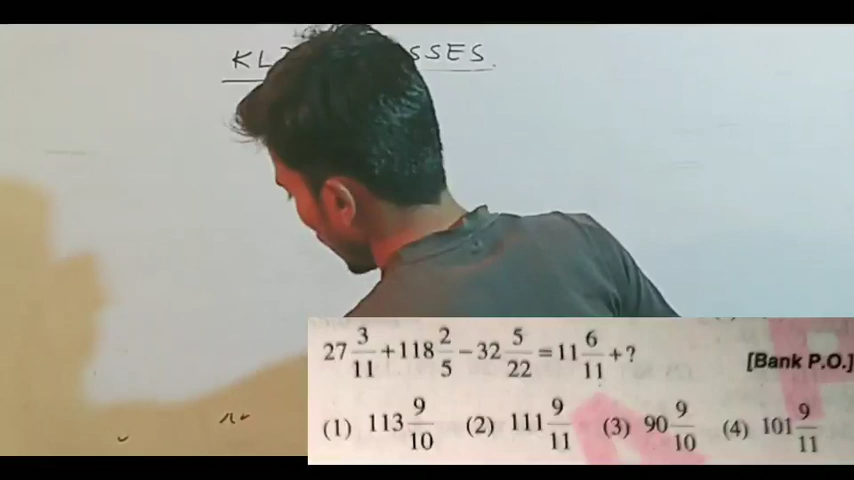 KL SSES.
27 3/11 + 118 2/5 - 32 5/22 = 11 6/11 + ? [Bank P.O.]
(1) 113 9/10 (2) 111 9/11 (3) 90 9/10 (4) 101 9/11